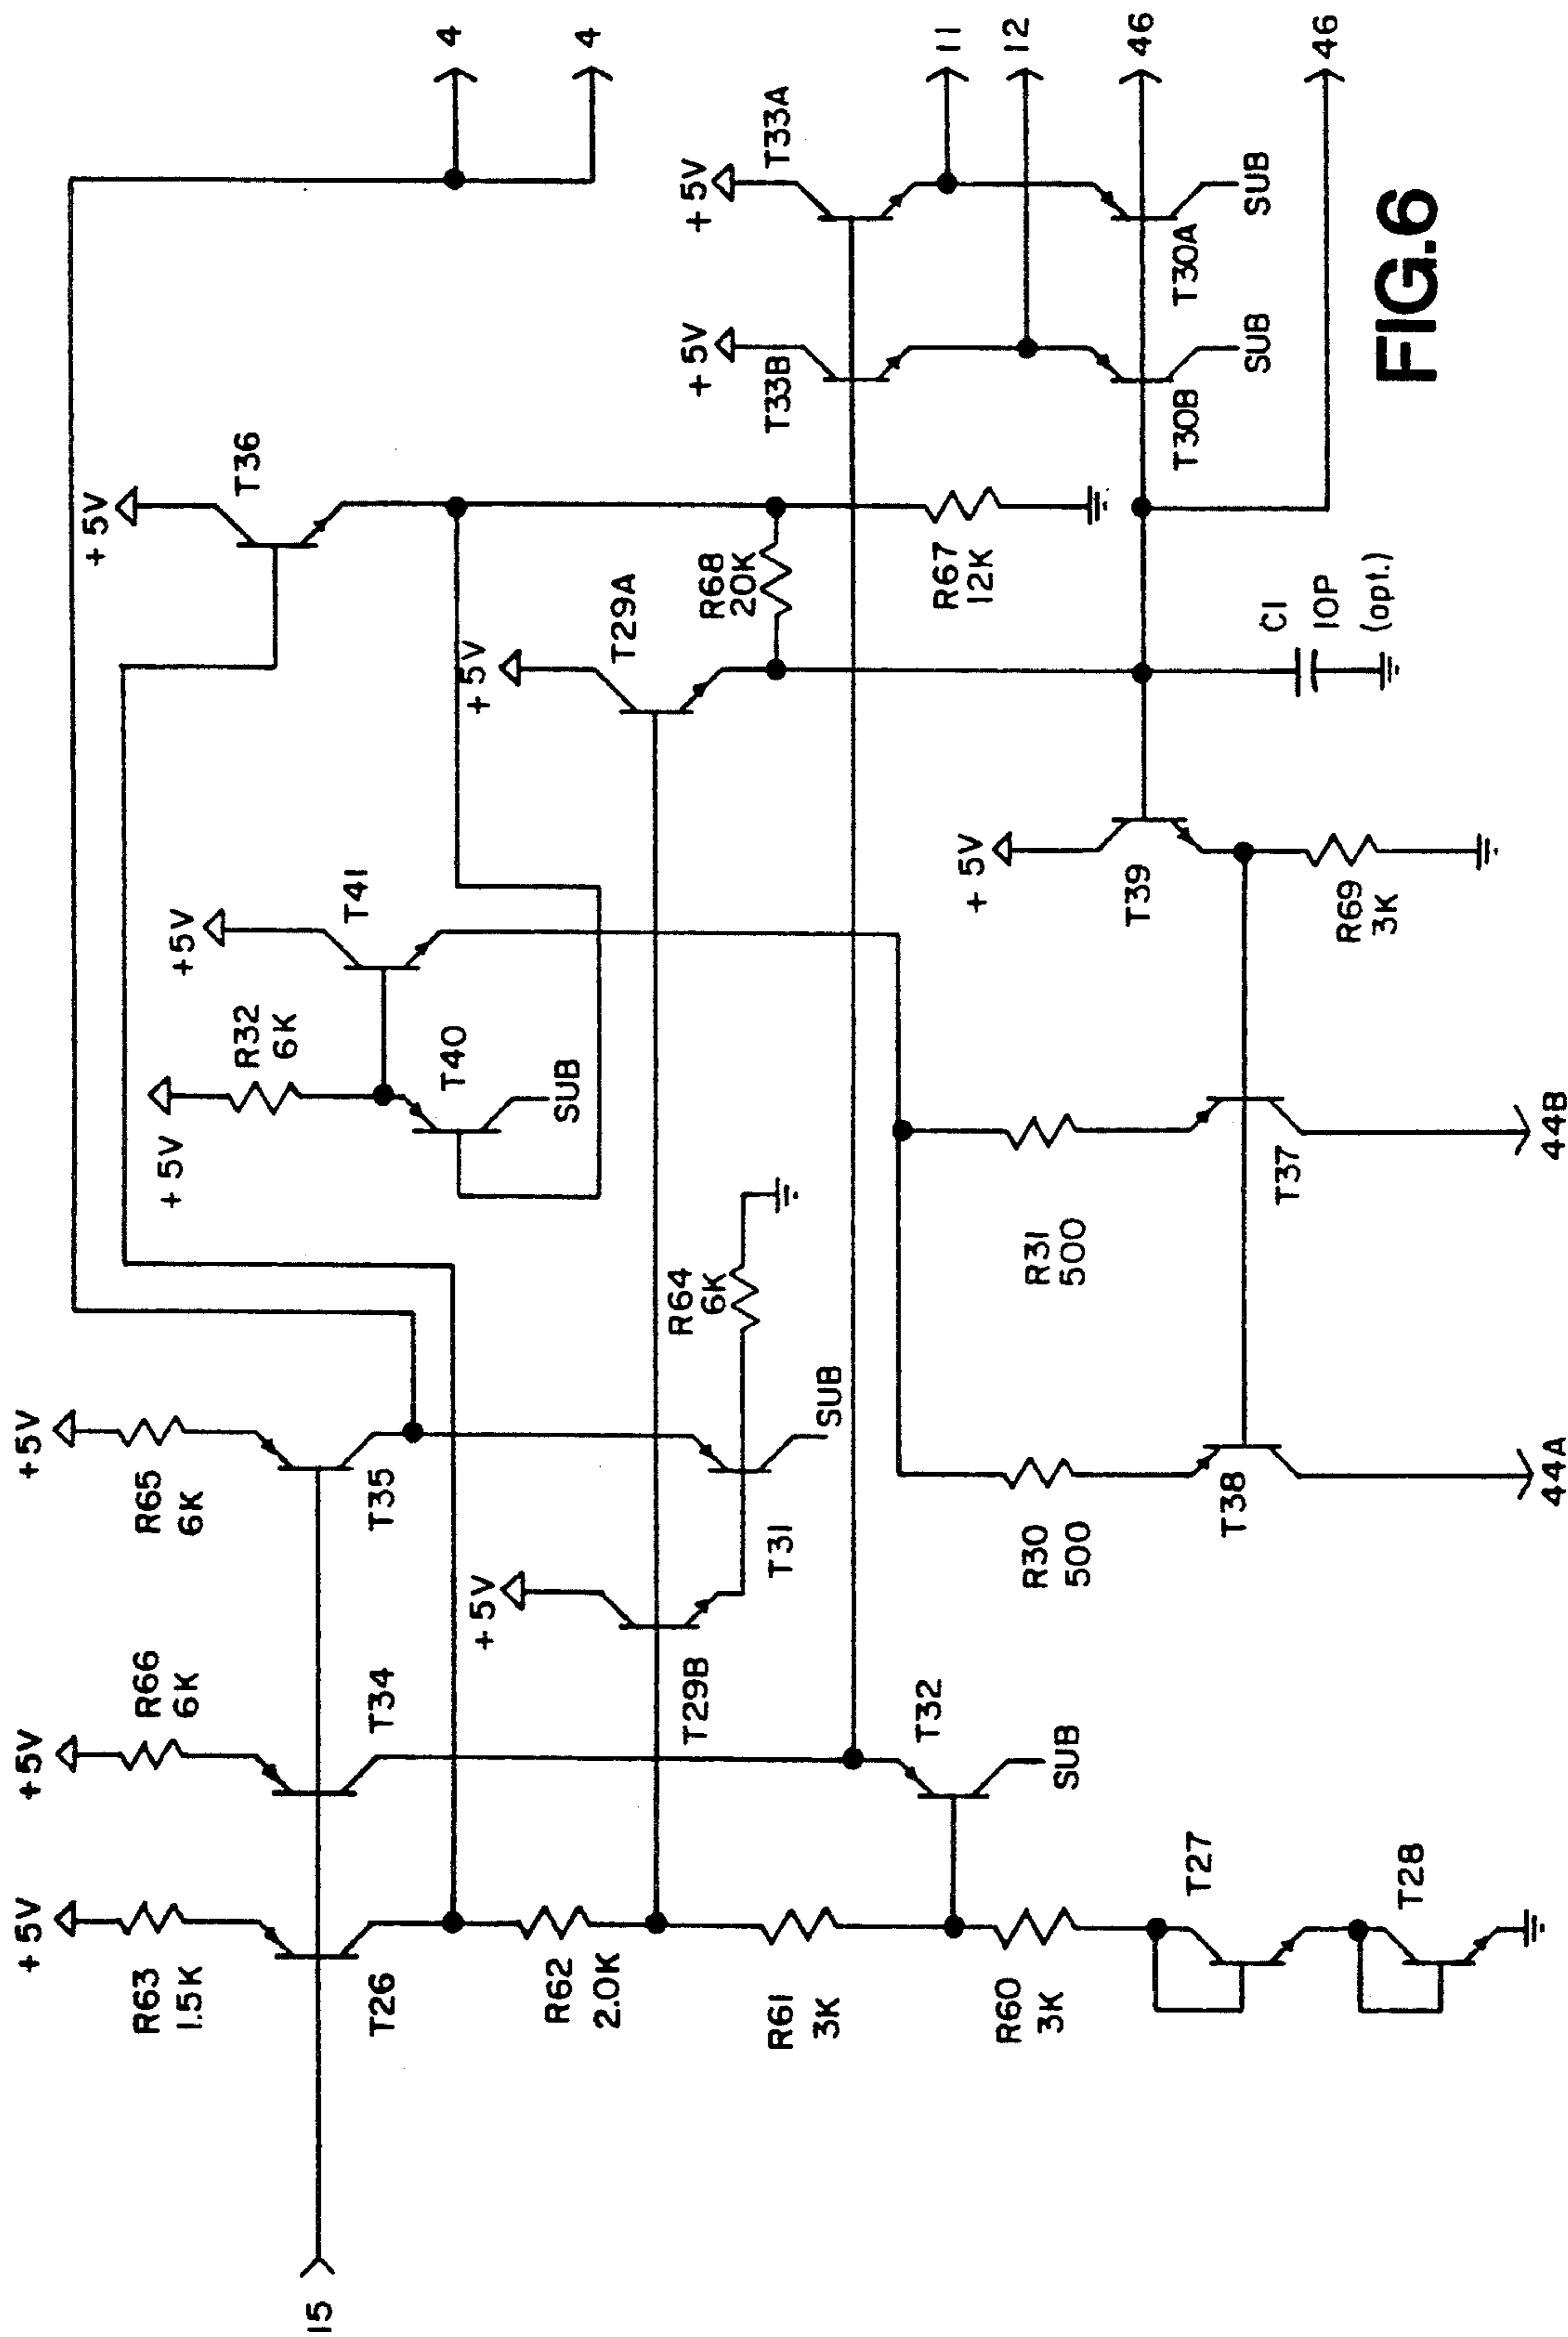 +5V
+5V
+5V
R63
1.5K
R66
6K
R65
6K
T26
T34
T35
15
+5V
R32
6K
+5V
T41
T40
SUB
+5V
T36
4
4
R62
2.0K
+5V
T29B
T31
SUB
R64
6K
+5V
T29A
R68
20K
R67
12K
+5V
T33B
+5V
T33A
11
12
46
46
T30B
SUB
T30A
SUB
R61
3K
T32
SUB
R60
3K
T27
T28
R30
500
R31
500
T38
T37
44A
44B
+5V
T39
R69
3K
C1
10P
(opt.)
FIG.6